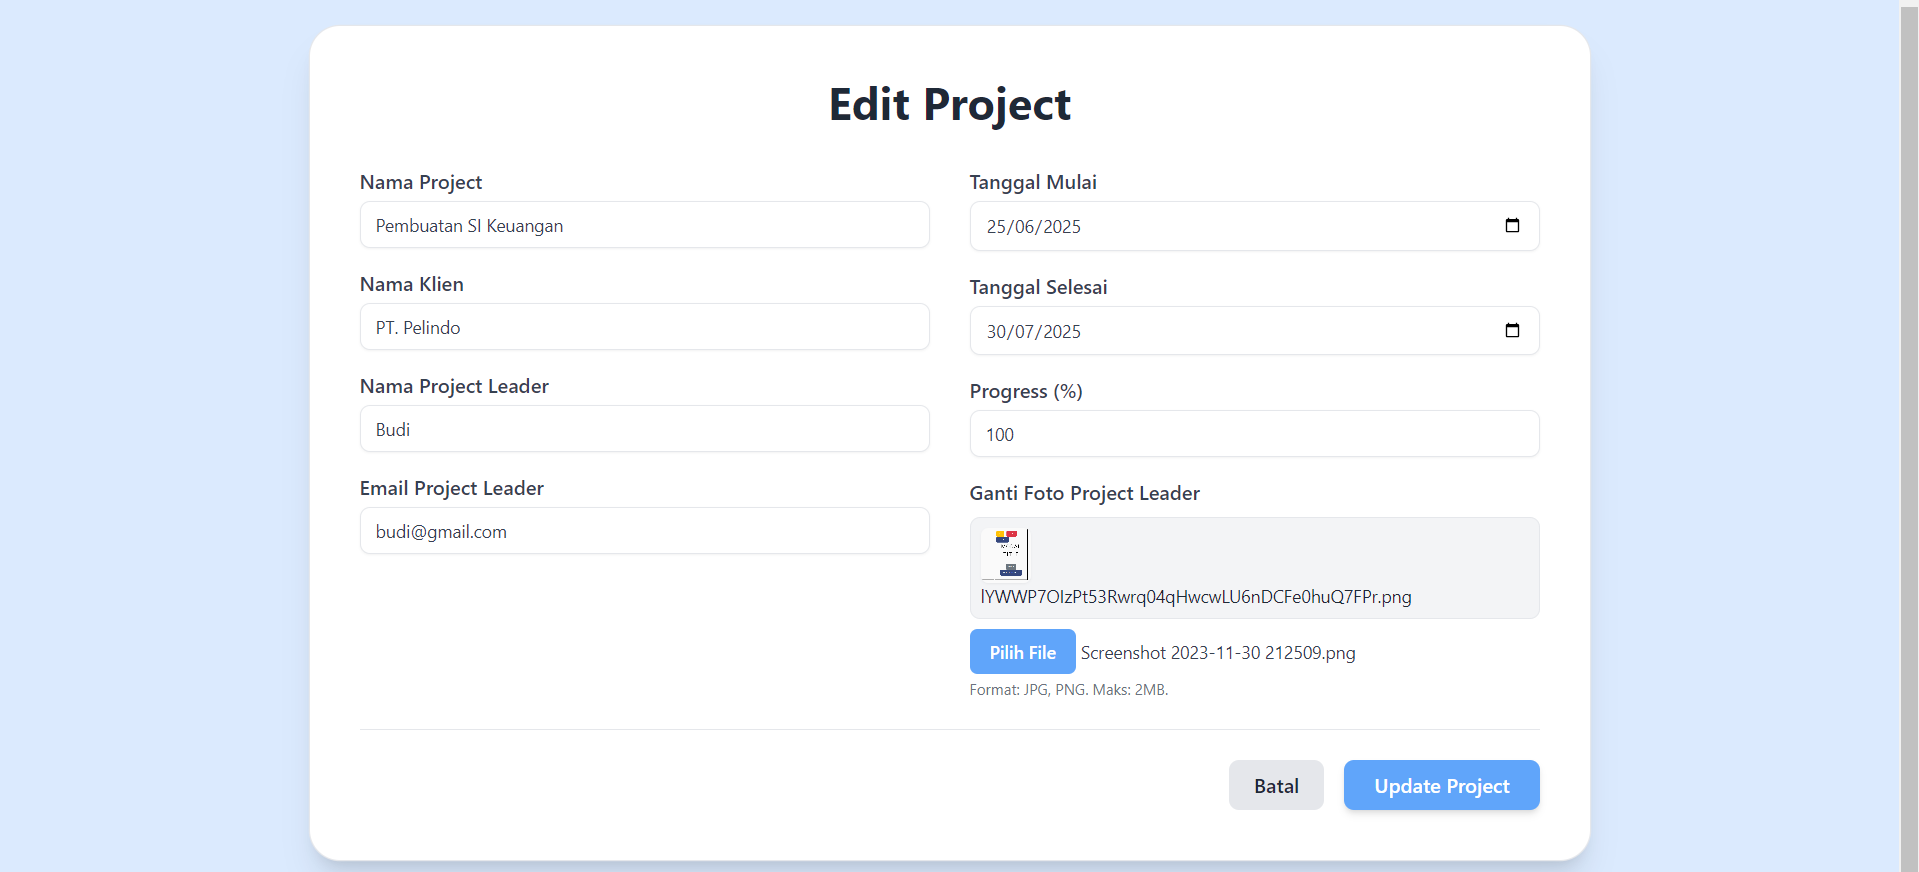 Edit Project
Nama Project
Pembuatan SI Keuangan
Nama Klien
PT. Pelindo
Nama Project Leader
Budi
Email Project Leader
budi@gmail.com
Tanggal Mulai
25/06/2025
Tanggal Selesai
30/07/2025
Progress (%)
100
Ganti Foto Project Leader
lYWWP7OIzPt53Rwrq04qHwcwLU6nDCFe0huQ7FPr.png
Pilih File Screenshot 2023-11-30 212509.png
Format: JPG, PNG. Maks: 2MB.
Batal
Update Project